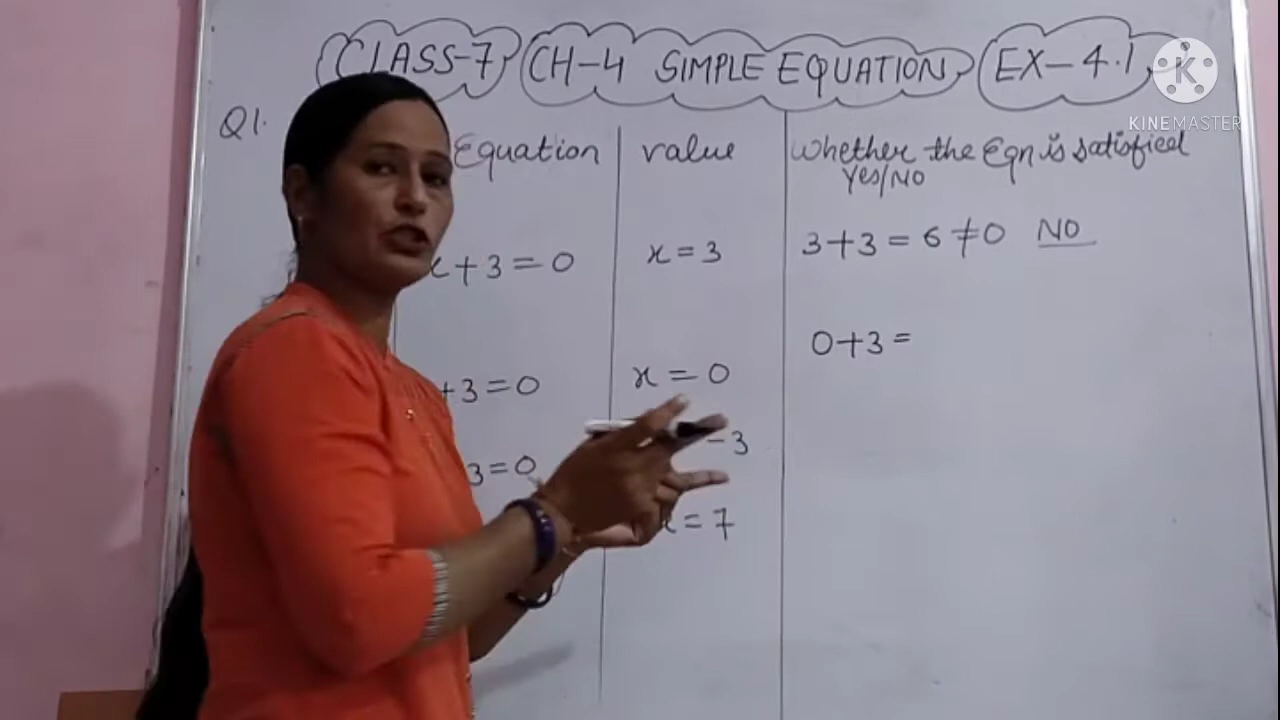 CLASS-7 CH-4 SIMPLE EQUATION EX-4.1
K
KINEMASTER
Q1.
Equation value Whether the Eqn is satisfied
Yes/NO
x+3=0 x=3 3+3=6≠0 NO
+3=0 x=0 0+3=
3=0 -3
x=7